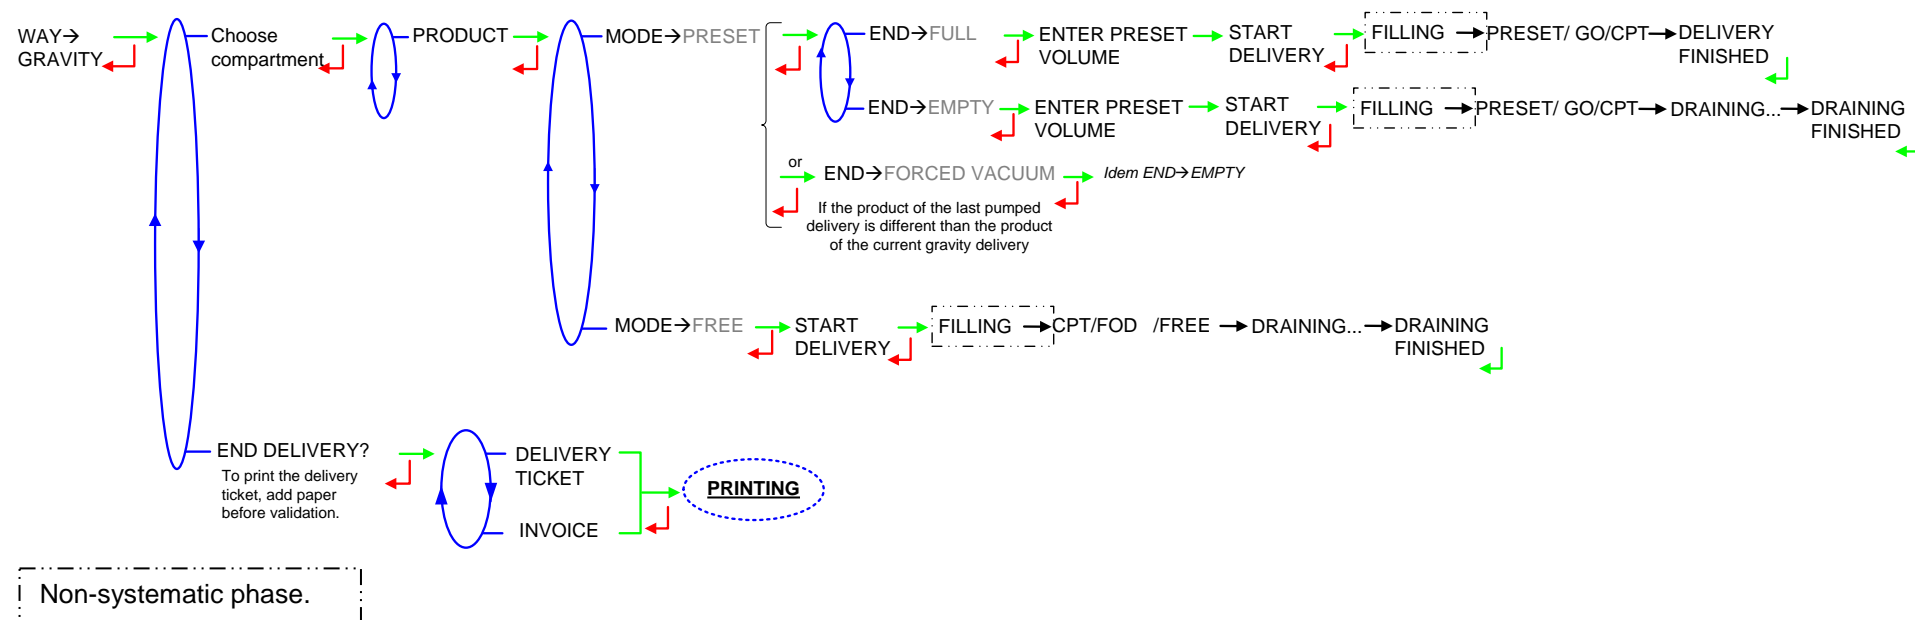 WAY→
GRAVITY
Choose
compartment
PRODUCT
MODE→PRESET
END→FULL
ENTER PRESET
VOLUME
START
DELIVERY
FILLING
PRESET/ GO/CPT
DELIVERY
FINISHED
END→EMPTY
ENTER PRESET
VOLUME
START
DELIVERY
FILLING
PRESET/ GO/CPT
DRAINING...
DRAINING
FINISHED
or
END→FORCED VACUUM
Idem END→EMPTY
If the product of the last pumped
delivery is different than the product
of the current gravity delivery
MODE→FREE
START
DELIVERY
FILLING
CPT/FOD /FREE
DRAINING...
DRAINING
FINISHED
END DELIVERY?
To print the delivery
ticket, add paper
before validation.
DELIVERY
TICKET
INVOICE
PRINTING
Non-systematic phase.